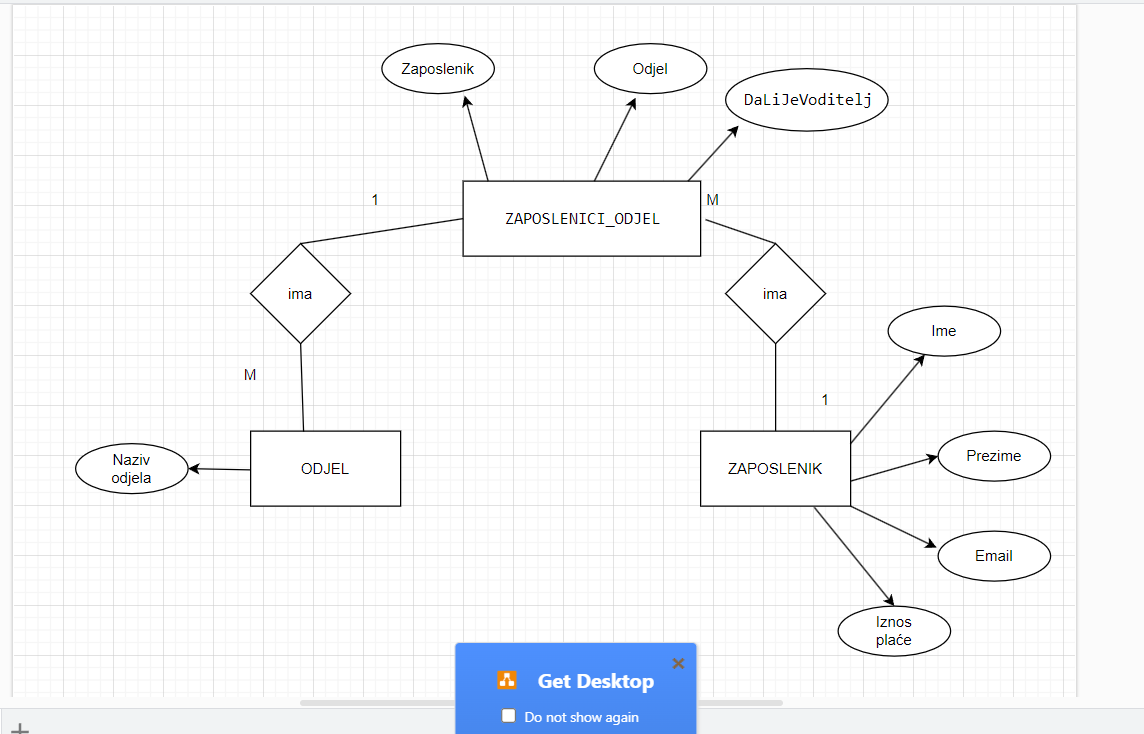 Zaposlenik
Odjel
DaLiJeVoditelj
1
M
ZAPOSLENICI_ODJEL
ima
ima
Ime
M
1
Naziv
odjela
ODJEL
ZAPOSLENIK
Prezime
Email
Iznos
plaće
Get Desktop
Do not show again